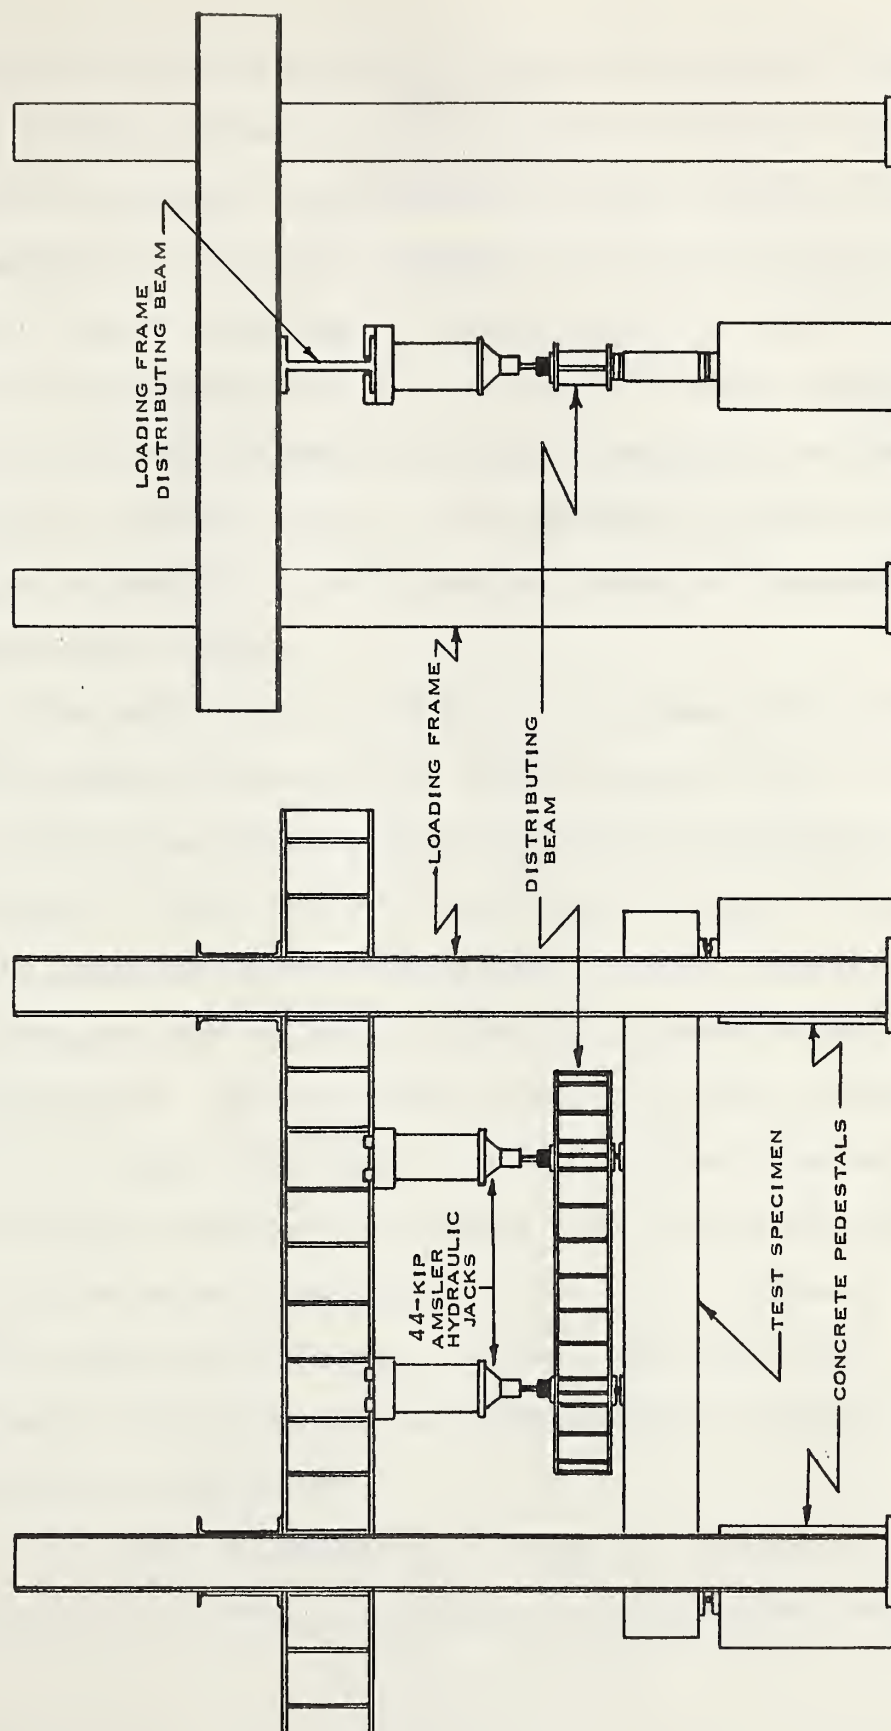 LOADING FRAME
DISTRIBUTING BEAM
LOADING FRAME
DISTRIBUTING
BEAM
44-KIP
AMSLER
HYDRAULIC
JACKS
TEST SPECIMEN
CONCRETE PEDESTALS